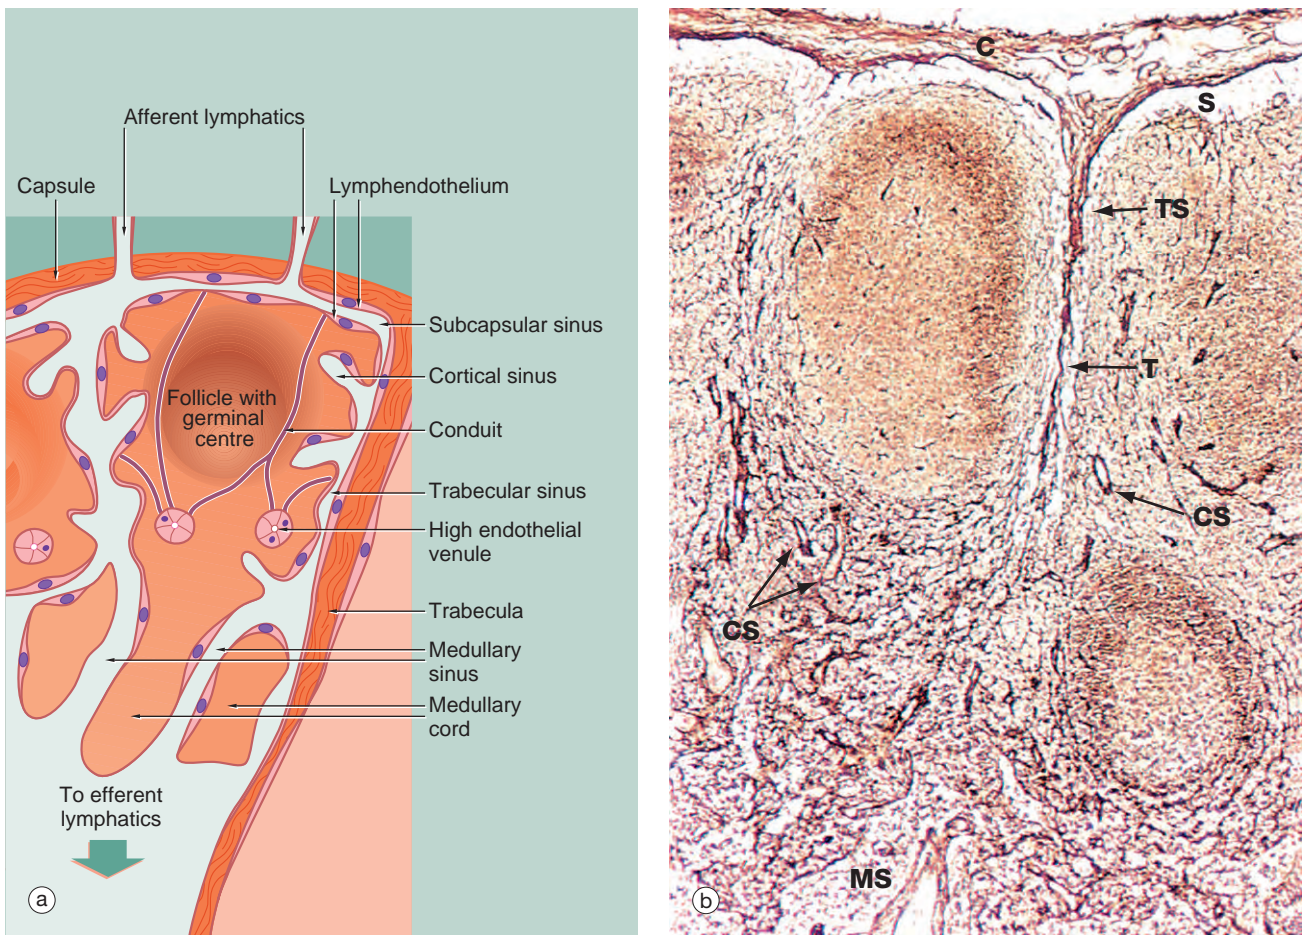 Afferent lymphatics
Capsule
Lymphendothelium
Subcapsular sinus
Cortical sinus
Follicle with
germinal
centre
Conduit
Trabecular sinus
High endothelial
venule
Trabecula
Medullary
sinus
Medullary
cord
To efferent
lymphatics
a
C
S
TS
T
CS
CS
MS
b